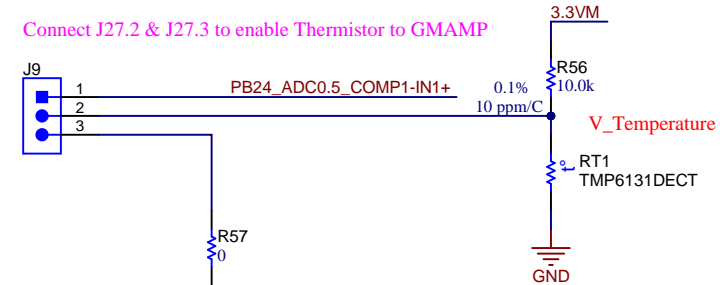 3.3VM
Connect J27.2 & J27.3 to enable Thermistor to GMAMP
J9
R56
10.0k
1
PB24_ADC0.5_COMP1-IN1+
0.1%
2
10 ppm/C
3
V_Temperature
RT1
t°
TMP6131DECT
R57
0
GND